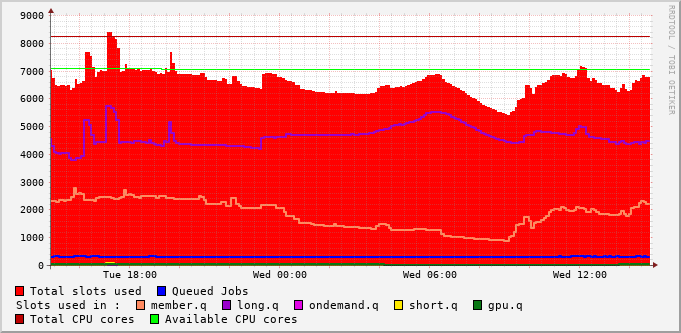 9000
8000
7000
6000
5000
4000
3000
2000
1000
0
Tue 18:00 Wed 00:00 Wed 06:00 Wed 12:00
Total slots used Queued Jobs
Slots used in : member.q long.q ondemand.q short.q gpu.q
Total CPU cores Available CPU cores
RRDTOOL / TOBI OETIKER